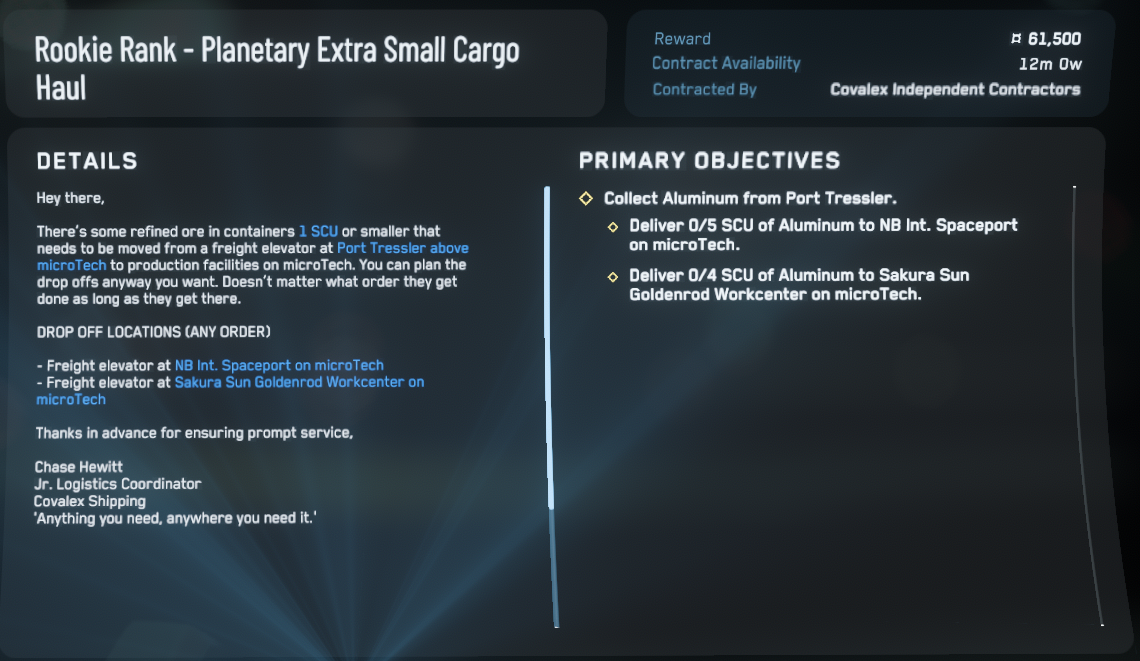 Rookie Rank - Planetary Extra Small Cargo
Haul
Reward ¤ 61,500
Contract Availability 12m 0w
Contracted By Covalex Independent Contractors
DETAILS
Hey there,
There's some refined ore in containers 1 SCU or smaller that
needs to be moved from a freight elevator at Port Tressler above
microTech to production facilities on microTech. You can plan the
drop offs anyway you want. Doesn't matter what order they get
done as long as they get there.
DROP OFF LOCATIONS (ANY ORDER)
- Freight elevator at NB Int. Spaceport on microTech
- Freight elevator at Sakura Sun Goldenrod Workcenter on
microTech
Thanks in advance for ensuring prompt service,
Chase Hewitt
Jr. Logistics Coordinator
Covalex Shipping
'Anything you need, anywhere you need it.'
PRIMARY OBJECTIVES
Collect Aluminum from Port Tressler.
Deliver 0/5 SCU of Aluminum to NB Int. Spaceport
on microTech.
Deliver 0/4 SCU of Aluminum to Sakura Sun
Goldenrod Workcenter on microTech.